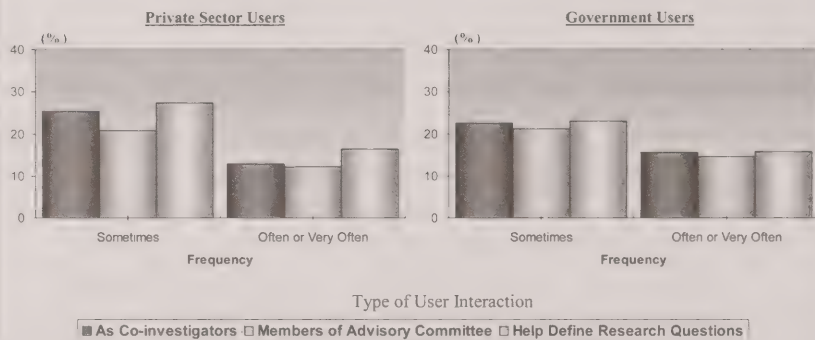 Private Sector Users
(%)
40
30
20
10
0
Sometimes
Often or Very Often
Frequency
Government Users
(%)
40
30
20
10
0
Sometimes
Often or Very Often
Frequency
Type of User Interaction
As Co-investigators Members of Advisory Committee Help Define Research Questions